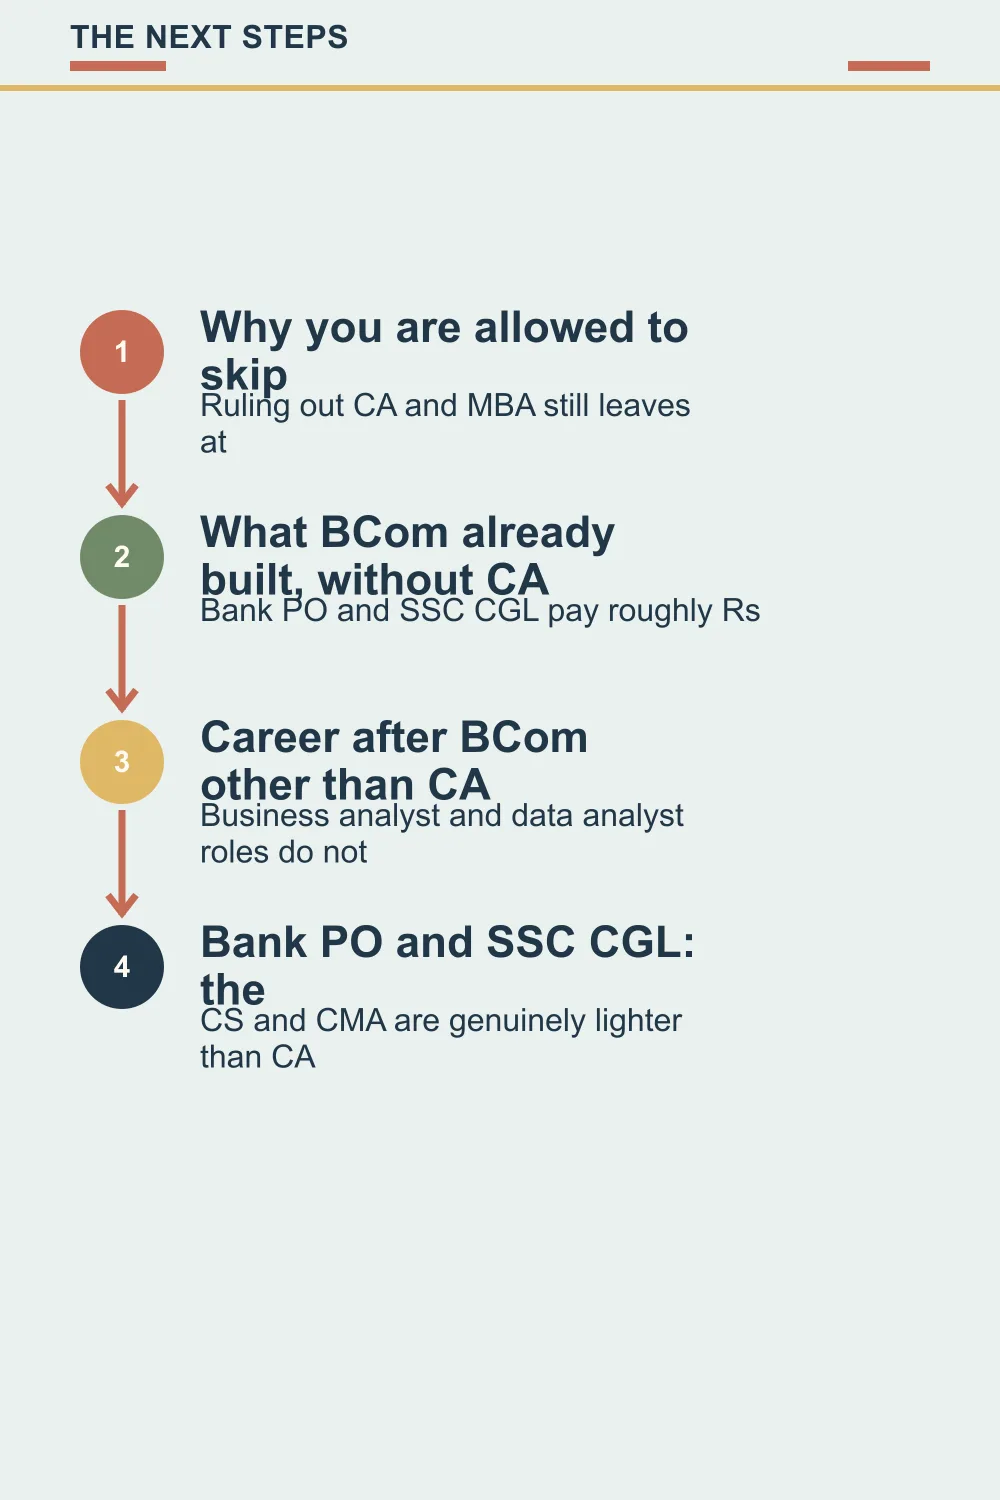 THE NEXT STEPS
1
Why you are allowed to
skip
Ruling out CA and MBA still leaves
at
2
What BCom already
built, without CA
Bank PO and SSC CGL pay roughly Rs
3
Career after BCom
other than CA
Business analyst and data analyst
roles do not
4
Bank PO and SSC CGL:
the
CS and CMA are genuinely lighter
than CA